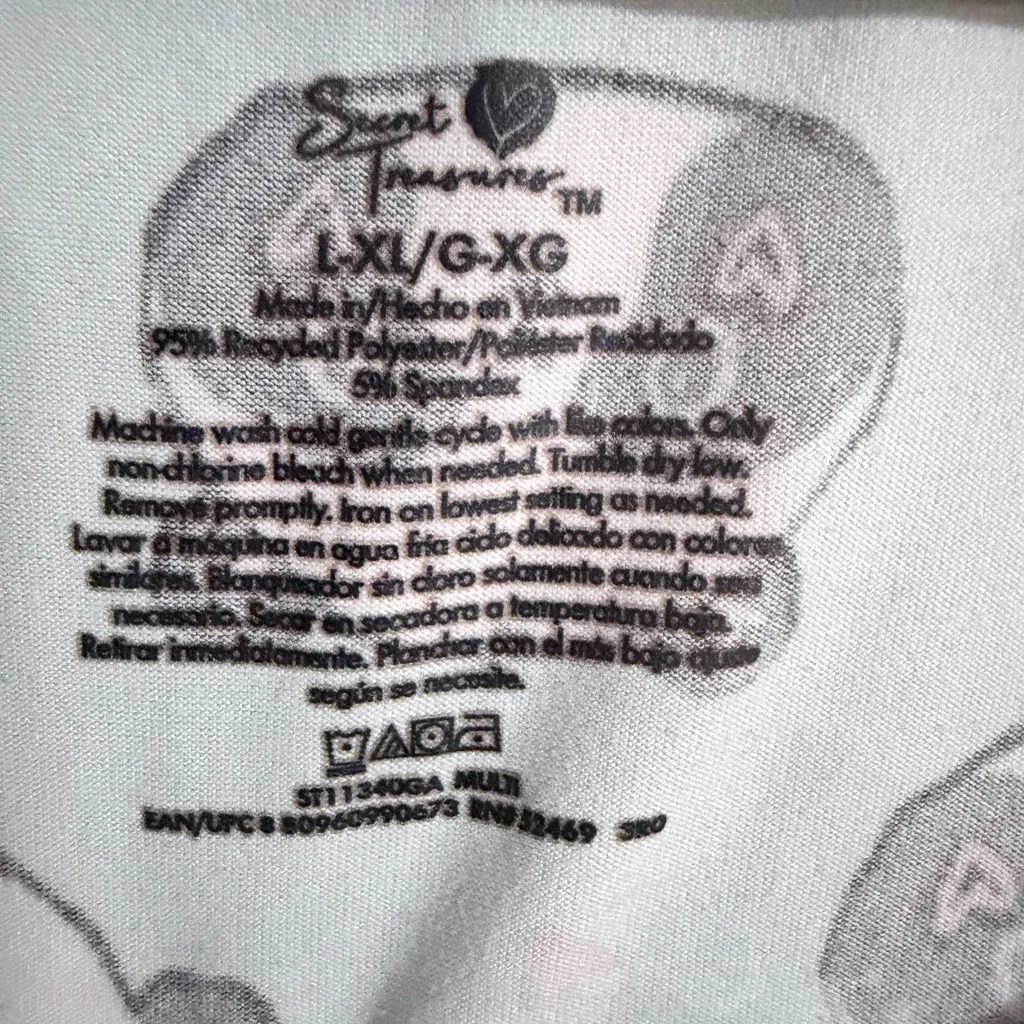 Secret
Treasures TM
L-XL/G-XG
Made in/Hecho en Vietnam
95% Recycled Polyester/Poliéster Reciclado
5% Spandex
Machine wash cold gentle cycle with like colors. Only
non-chlorine bleach when needed. Tumble dry low.
Remove promptly. Iron on lowest setting as needed.
Lavar a máquina en agua fría ciclo delicado con colores
similares. Blanqueador sin cloro solamente cuando sea
necesario. Secar en secadora a temperatura baja.
Retirar inmediatamente. Planchar con el más bajo ajuste
según se necesite.
ST11340GA MULTI
EAN/UPC 8 80960990673 RN# 52469